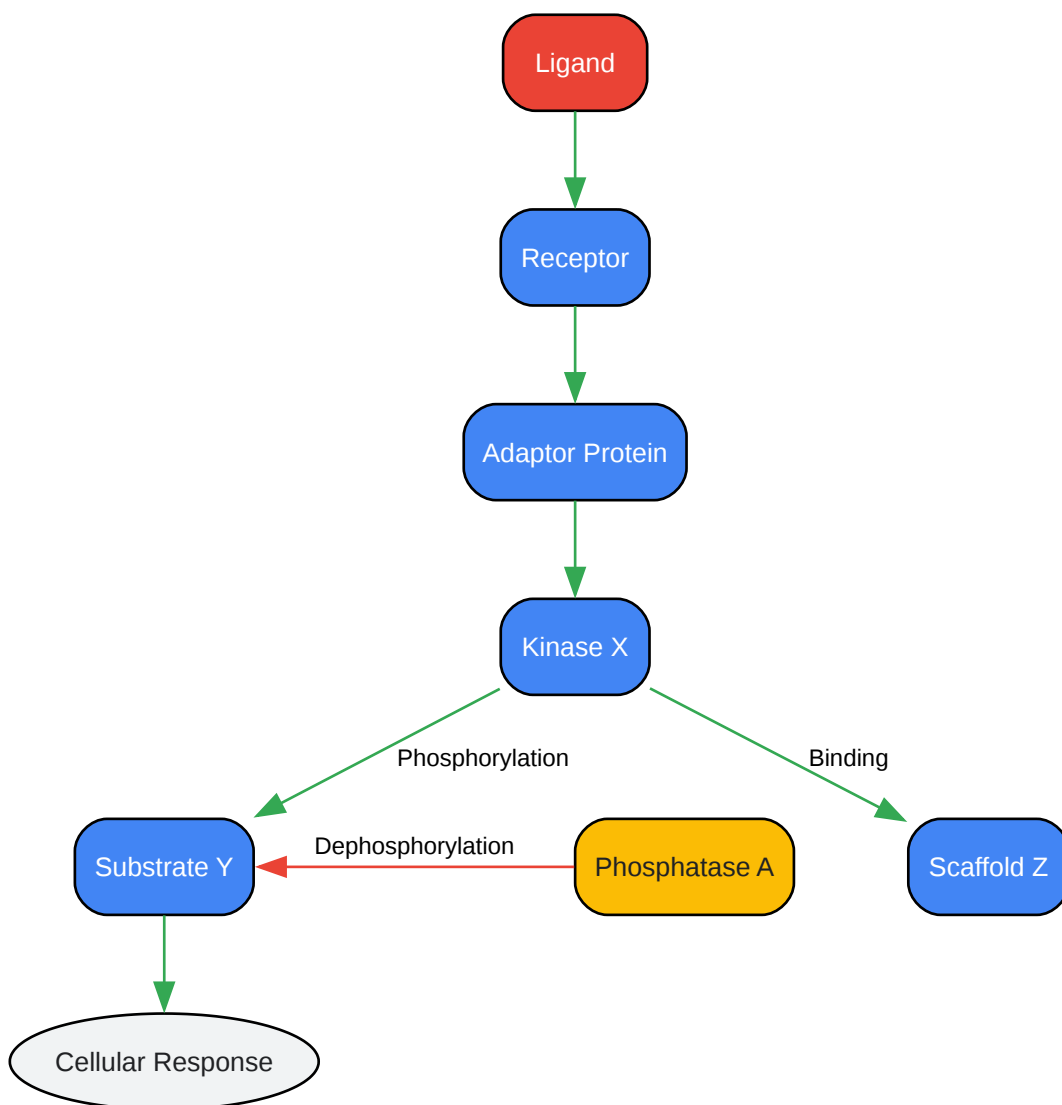 Ligand
Receptor
Adaptor Protein
Kinase X
Phosphorylation
Binding
Dephosphorylation
Substrate Y
Phosphatase A
Scaffold Z
Cellular Response